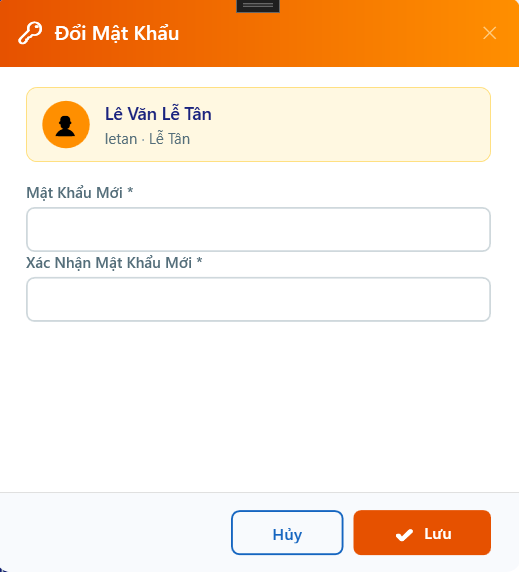 Đổi Mật Khẩu
Lê Văn Lễ Tân
letan · Lễ Tân
Mật Khẩu Mới *
Xác Nhận Mật Khẩu Mới *
Hủy
Lưu